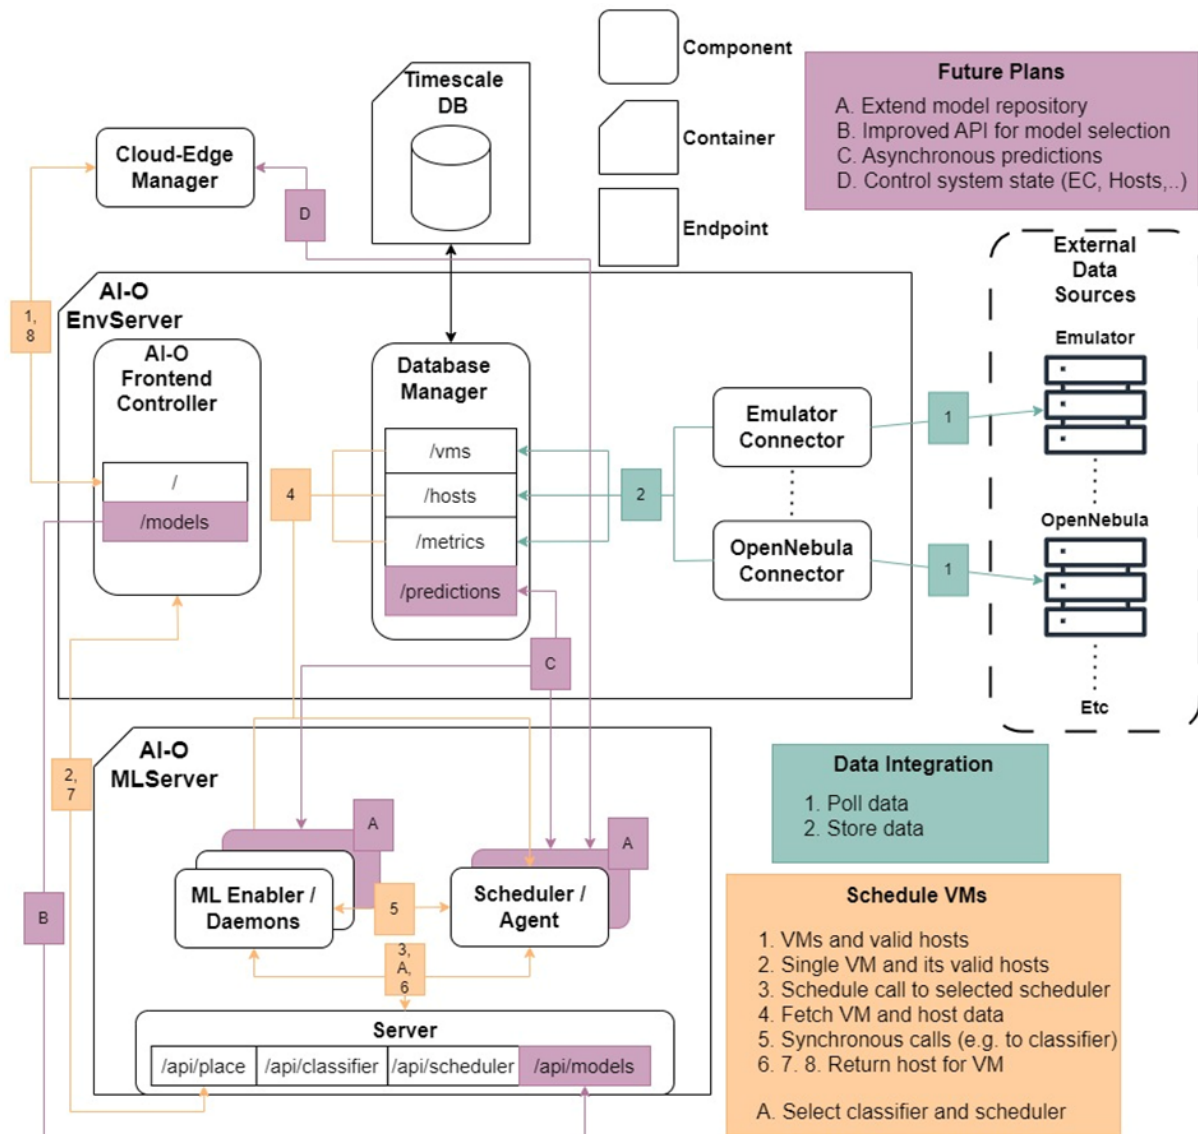 Timescale
DB
Component
Container
Endpoint
Future Plans
A. Extend model repository
B. Improved API for model selection
C. Asynchronous predictions
D. Control system state (EC, Hosts,..)
Cloud-Edge
Manager
D
External
Data
Sources
Emulator
OpenNebula
Etc
AI-O
EnvServer
1,
8
AI-O
Frontend
Controller
/
/models
Database
Manager
/vms
/hosts
/metrics
/predictions
4
2
Emulator
Connector
OpenNebula
Connector
1
1
C
2,
7
B
AI-O
MLServer
A
A
ML Enabler /
Daemons
5
Scheduler /
Agent
3,
A,
6
Server
/api/place
/api/classifier
/api/scheduler
/api/models
Data Integration
1. Poll data
2. Store data
Schedule VMs
1. VMs and valid hosts
2. Single VM and its valid hosts
3. Schedule call to selected scheduler
4. Fetch VM and host data
5. Synchronous calls (e.g. to classifier)
6. 7. 8. Return host for VM
A. Select classifier and scheduler